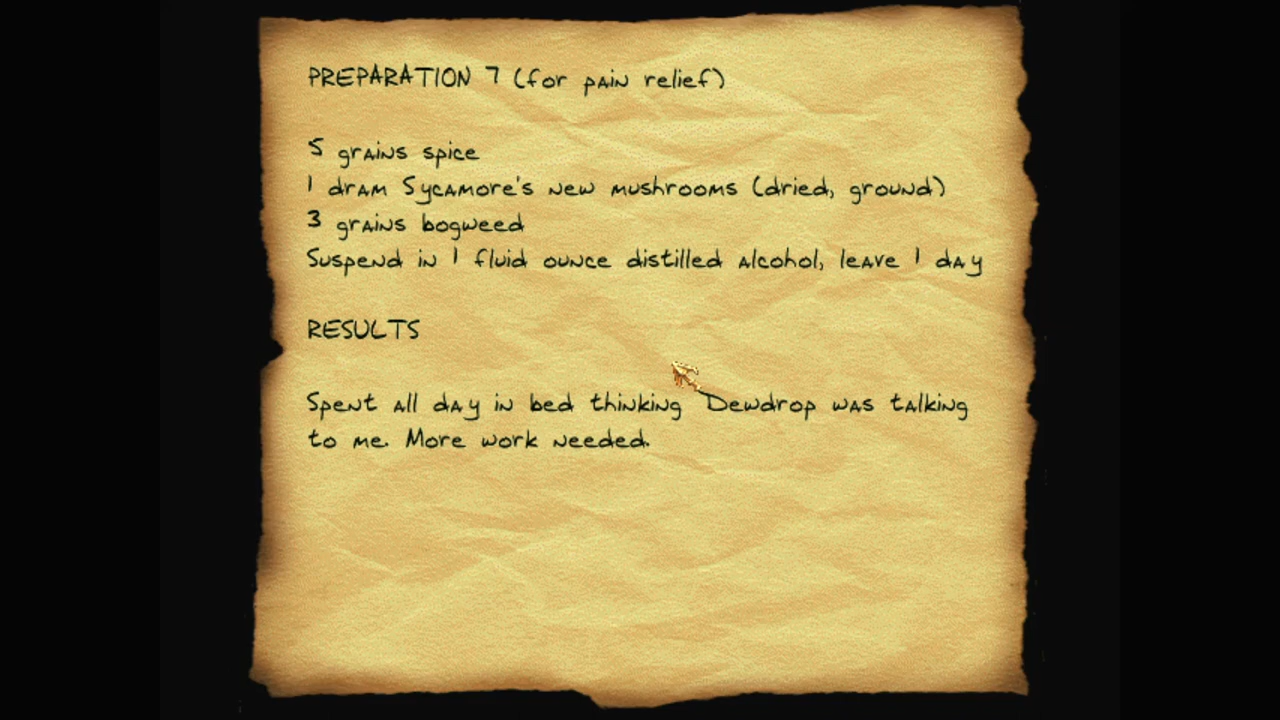 PREPARATION 7 (for pain relief)
5 grains spice
1 dram Sycamore's new mushrooms (dried, ground)
3 grains bogweed
Suspend in 1 fluid ounce distilled alcohol, leave 1 day
RESULTS
Spent all day in bed thinking Dewdrop was talking
to me. More work needed.